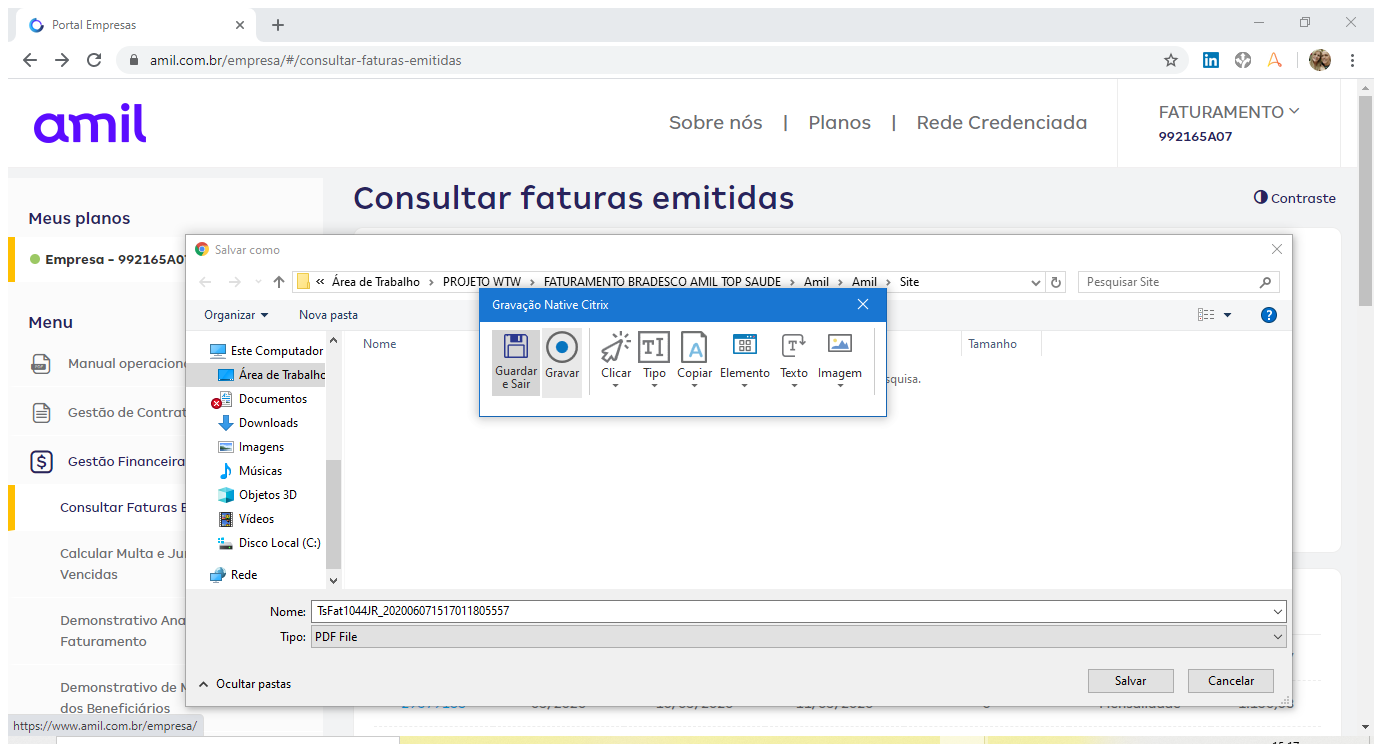 Portal Empresas
amil.com.br/empresa/#/consultar-faturas-emitidas
amil
Sobre nós | Planos | Rede Credenciada
FATURAMENTO
992165A07
Meus planos
Empresa - 992165A07
Menu
Manual operacion
Gestão de Contrat
Gestão Financeira
Consultar Faturas E
Calcular Multa e Ju
Vencidas
Demonstrativo Ana
Faturamento
Demonstrativo de M
dos Beneficiários
https://www.amil.com.br/empresa/
Consultar faturas emitidas
Contraste
Salvar como
« Área de Trabalho > PROJETO WTW > FATURAMENTO BRADESCO AMIL TOP SAUDE > Amil > Amil > Site
Pesquisar Site
Organizar
Nova pasta
Este Computador
Área de Trabalho
Documentos
Downloads
Imagens
Músicas
Objetos 3D
Vídeos
Disco Local (C:)
Rede
Nome
Tamanho
squisa.
Gravação Native Citrix
Guardar
e Sair
Gravar
Clicar
Tipo
Copiar
Elemento
Texto
Imagem
Nome: TsFat1044JR_202006071517011805557
Tipo: PDF File
Ocultar pastas
Salvar
Cancelar
15:17